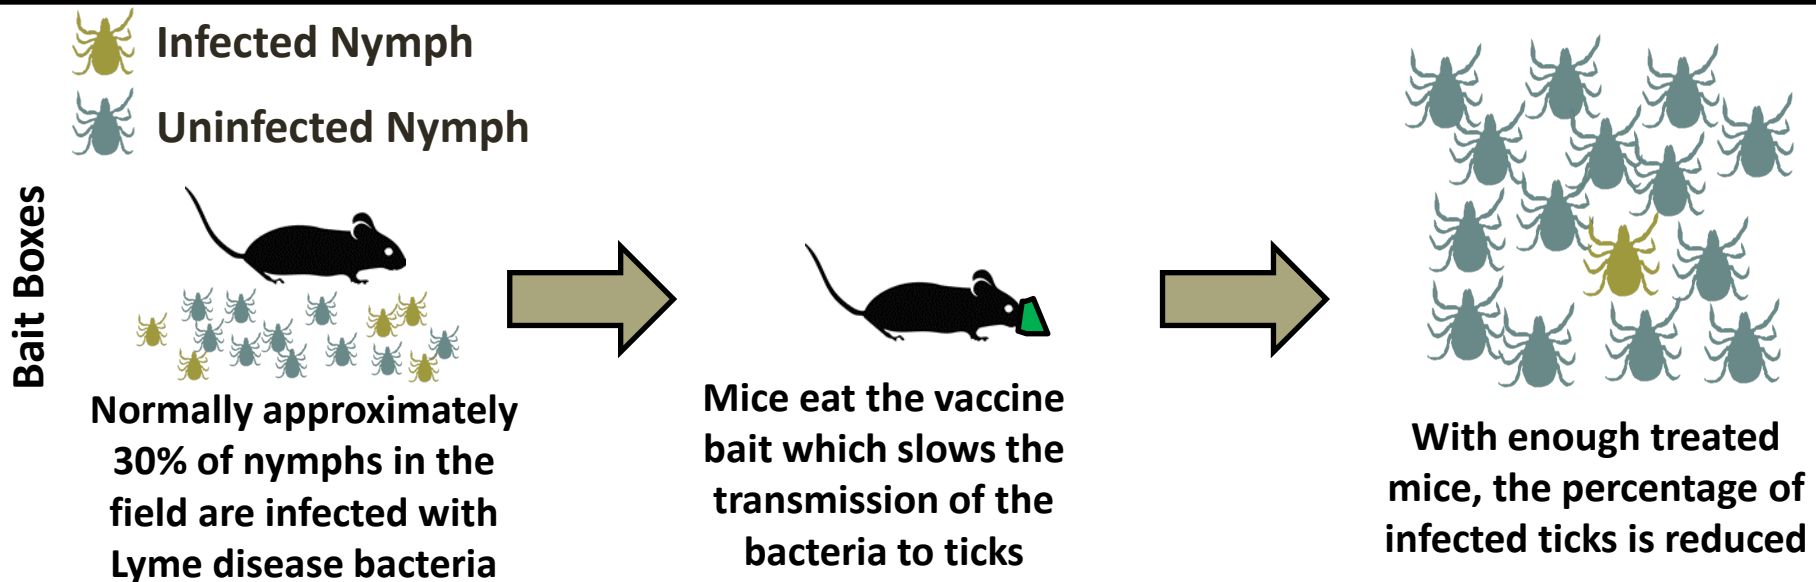 Infected Nymph
Uninfected Nymph
Bait Boxes
Normally approximately
30% of nymphs in the
field are infected with
Lyme disease bacteria
Mice eat the vaccine
bait which slows the
transmission of the
bacteria to ticks
With enough treated
mice, the percentage of
infected ticks is reduced